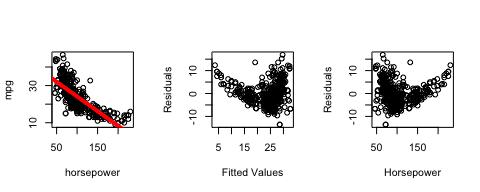 mpg
10
30
50
150
horsepower
Residuals
-10
0
10
5
15
25
Fitted Values
Residuals
-10
0
10
50
150
Horsepower